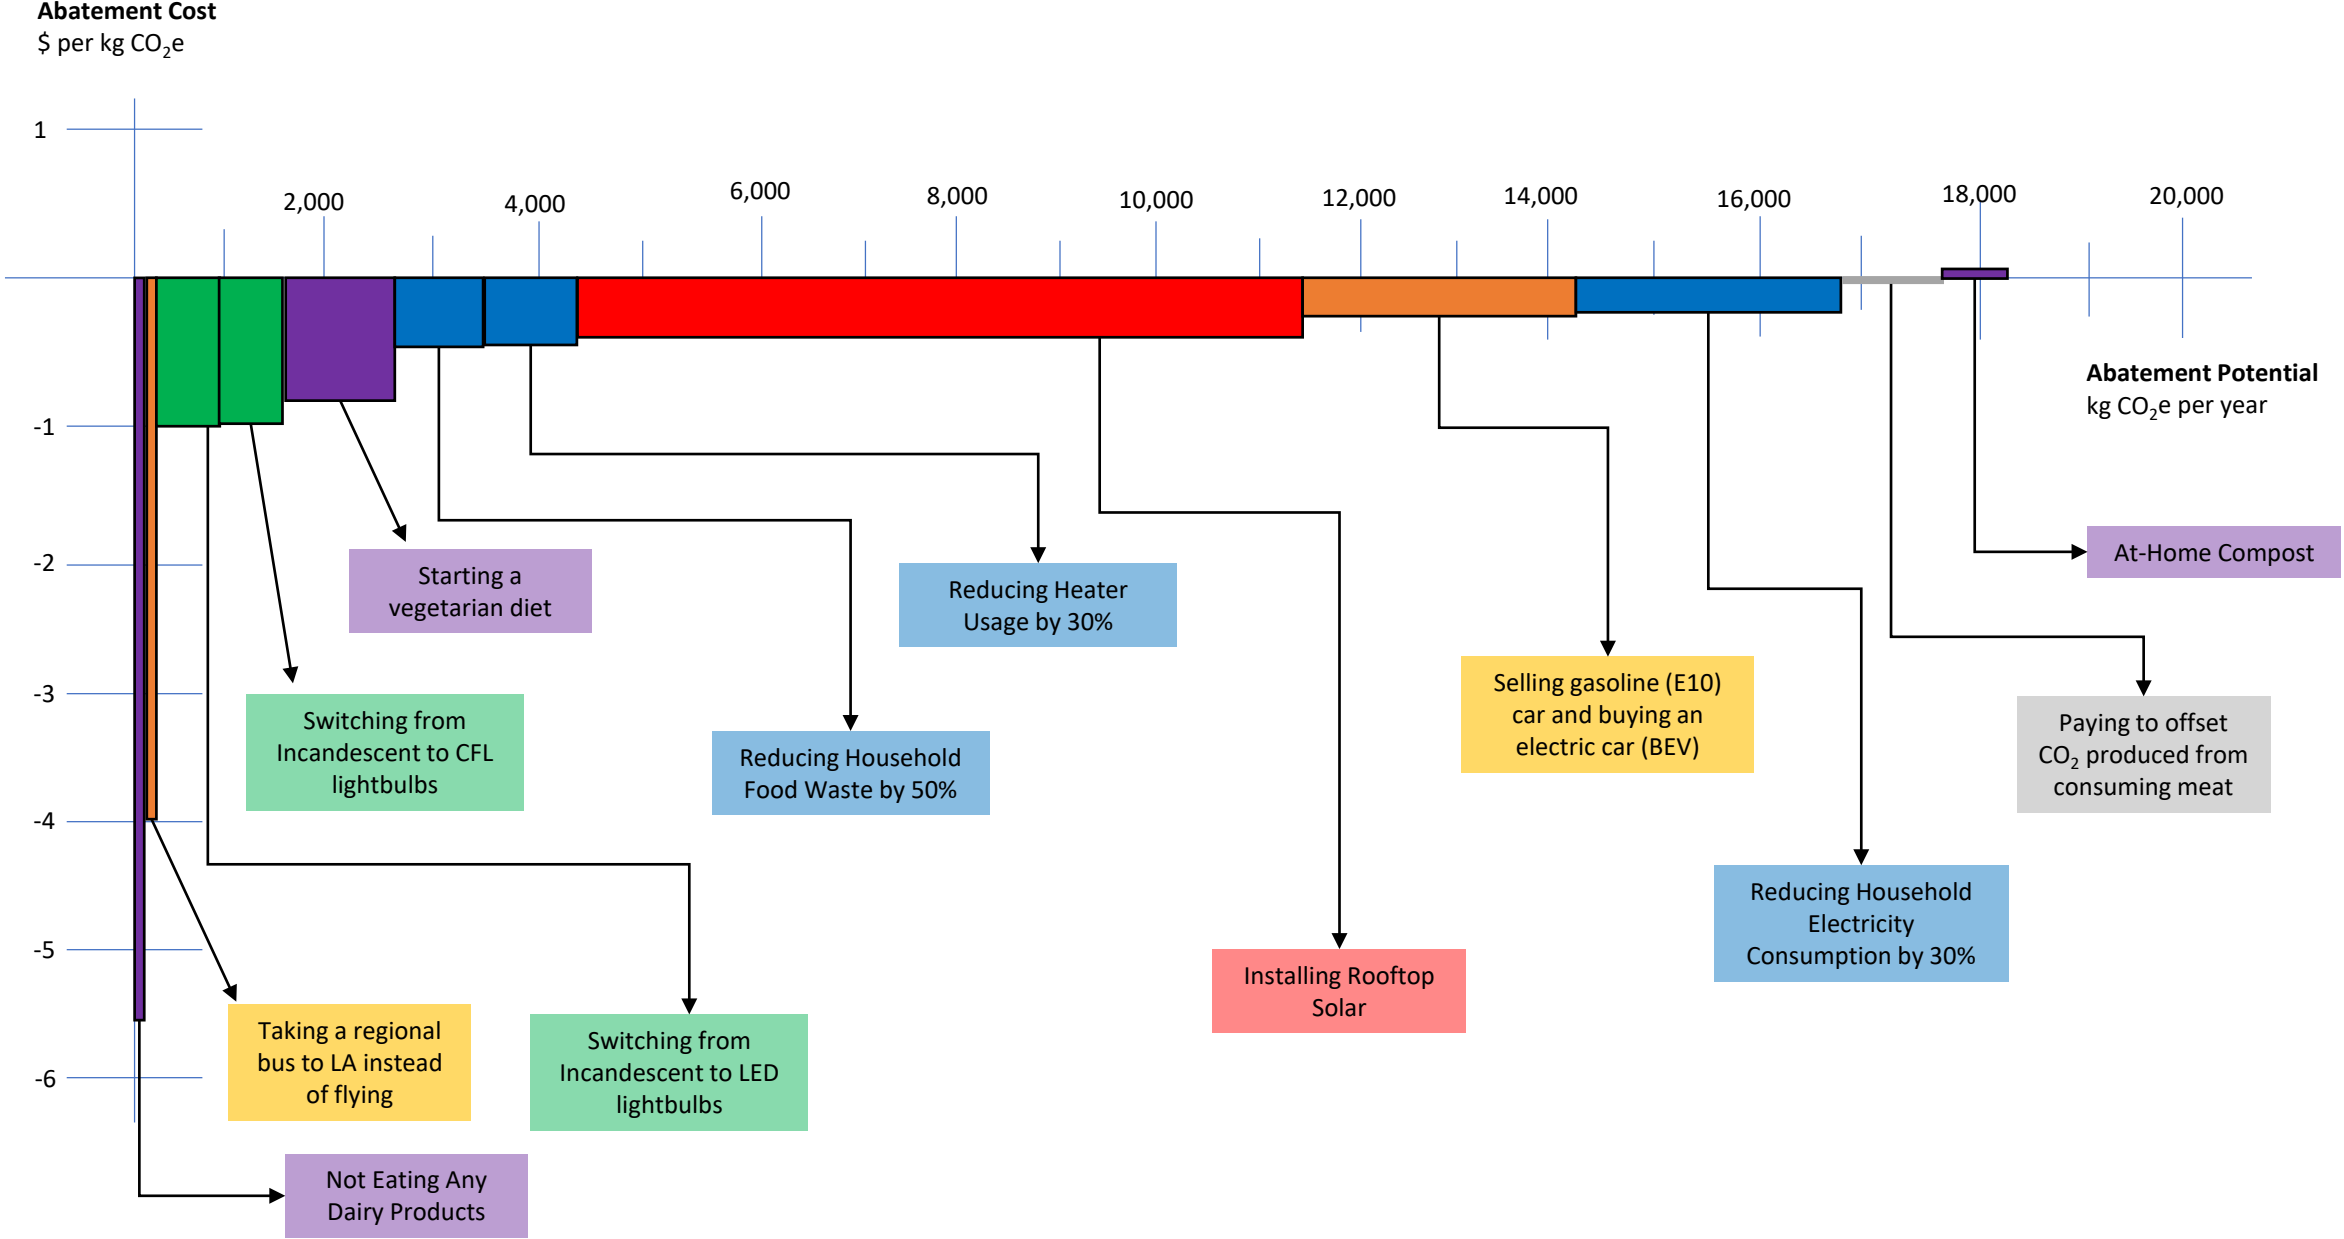 Abatement Cost
$ per kg CO₂e
1
2,000
4,000
6,000
8,000
10,000
12,000
14,000
16,000
18,000
20,000
Abatement Potential
kg CO₂e per year
-1
-2
-3
-4
-5
-6
Starting a
vegetarian diet
Reducing Heater
Usage by 30%
At-Home Compost
Switching from
Incandescent to CFL
lightbulbs
Reducing Household
Food Waste by 50%
Selling gasoline (E10)
car and buying an
electric car (BEV)
Paying to offset
CO₂ produced from
consuming meat
Reducing Household
Electricity
Consumption by 30%
Installing Rooftop
Solar
Taking a regional
bus to LA instead
of flying
Switching from
Incandescent to LED
lightbulbs
Not Eating Any
Dairy Products